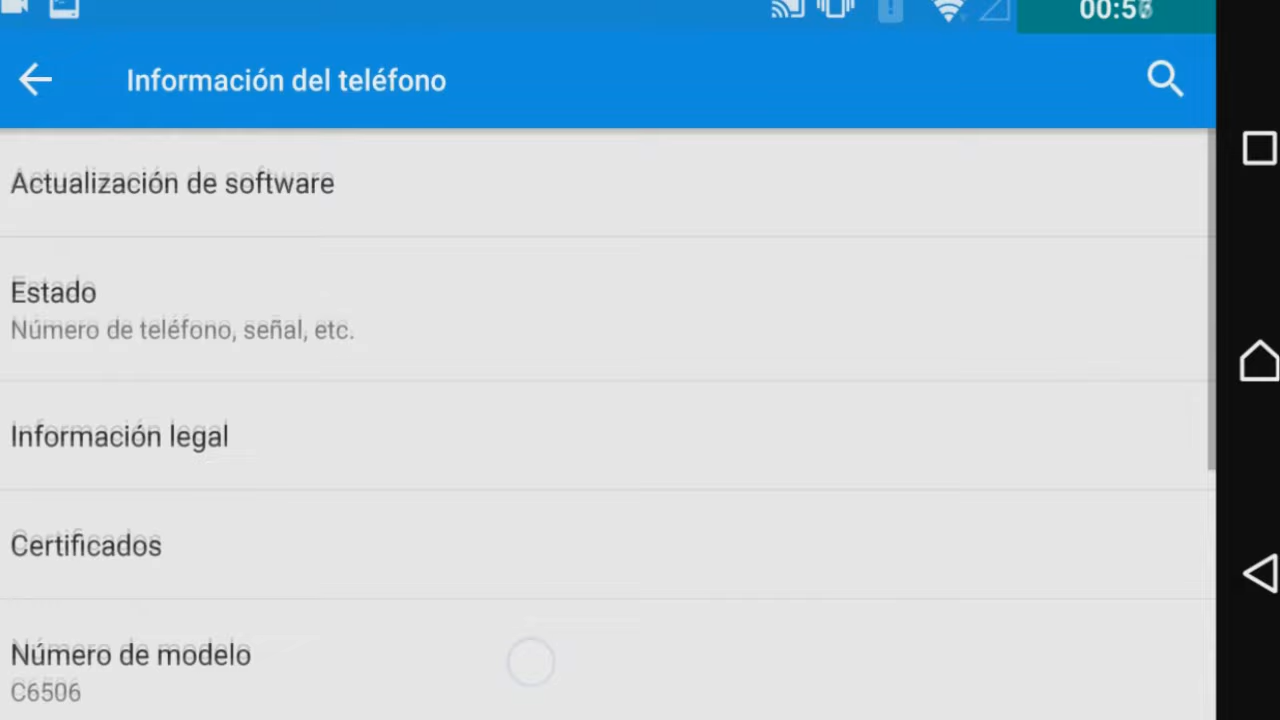 Información del teléfono
Actualización de software
Estado
Número de teléfono, señal, etc.
Información legal
Certificados
Número de modelo
C6506